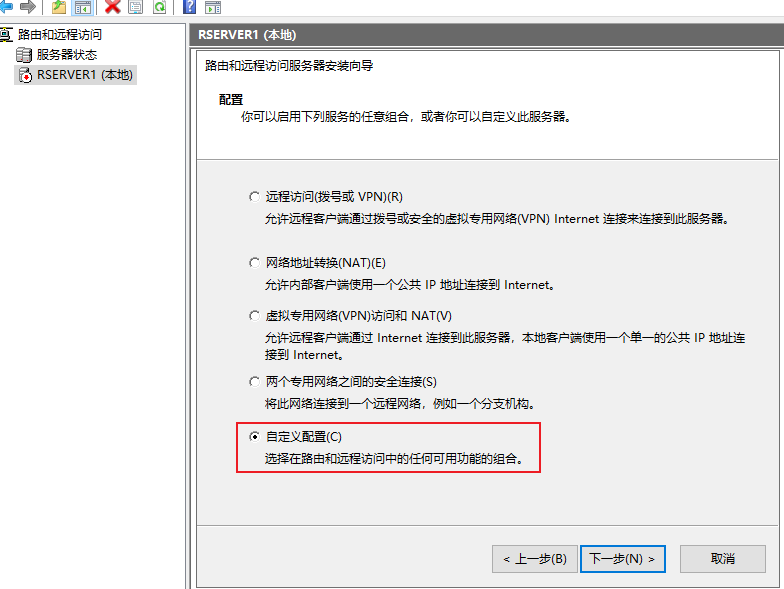 路由和远程访问
服务器状态
RSERVER1 (本地)
RSERVER1 (本地)
路由和远程访问服务器安装向导
配置
你可以启用下列服务的任意组合，或者你可以自定义此服务器。
远程访问(拨号或 VPN)(R)
允许远程客户端通过拨号或安全的虚拟专用网络(VPN) Internet 连接来连接到此服务器。
网络地址转换(NAT)(E)
允许内部客户端使用一个公共 IP 地址连接到 Internet。
虚拟专用网络(VPN)访问和 NAT(V)
允许远程客户端通过 Internet 连接到此服务器，本地客户端使用一个单一的公共 IP 地址连
接到 Internet。
两个专用网络之间的安全连接(S)
将此网络连接到一个远程网络，例如一个分支机构。
自定义配置(C)
选择在路由和远程访问中的任何可用功能的组合。
< 上一步(B)
下一步(N) >
取消